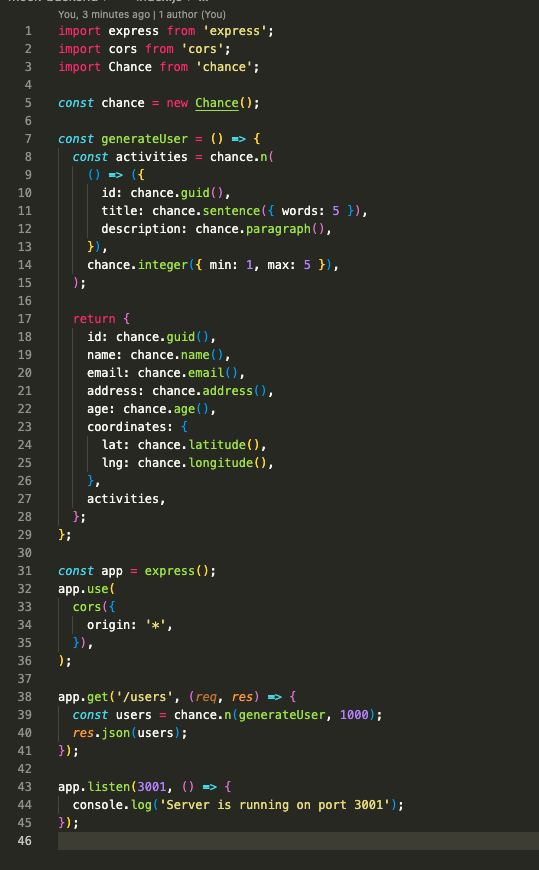 You, 3 minutes ago | 1 author (You)
1 import express from 'express';
2 import cors from 'cors';
3 import Chance from 'chance';
4
5 const chance = new Chance();
6
7 const generateUser = () => {
8   const activities = chance.n(
9     () => ({
10       id: chance.guid(),
11       title: chance.sentence({ words: 5 }),
12       description: chance.paragraph(),
13     }),
14     chance.integer({ min: 1, max: 5 }),
15   );
16
17   return {
18     id: chance.guid(),
19     name: chance.name(),
20     email: chance.email(),
21     address: chance.address(),
22     age: chance.age(),
23     coordinates: {
24       lat: chance.latitude(),
25       lng: chance.longitude(),
26     },
27     activities,
28   };
29 };
30
31 const app = express();
32 app.use(
33   cors({
34     origin: '*',
35   }),
36 );
37
38 app.get('/users', (req, res) => {
39   const users = chance.n(generateUser, 1000);
40   res.json(users);
41 });
42
43 app.listen(3001, () => {
44   console.log('Server is running on port 3001');
45 });
46